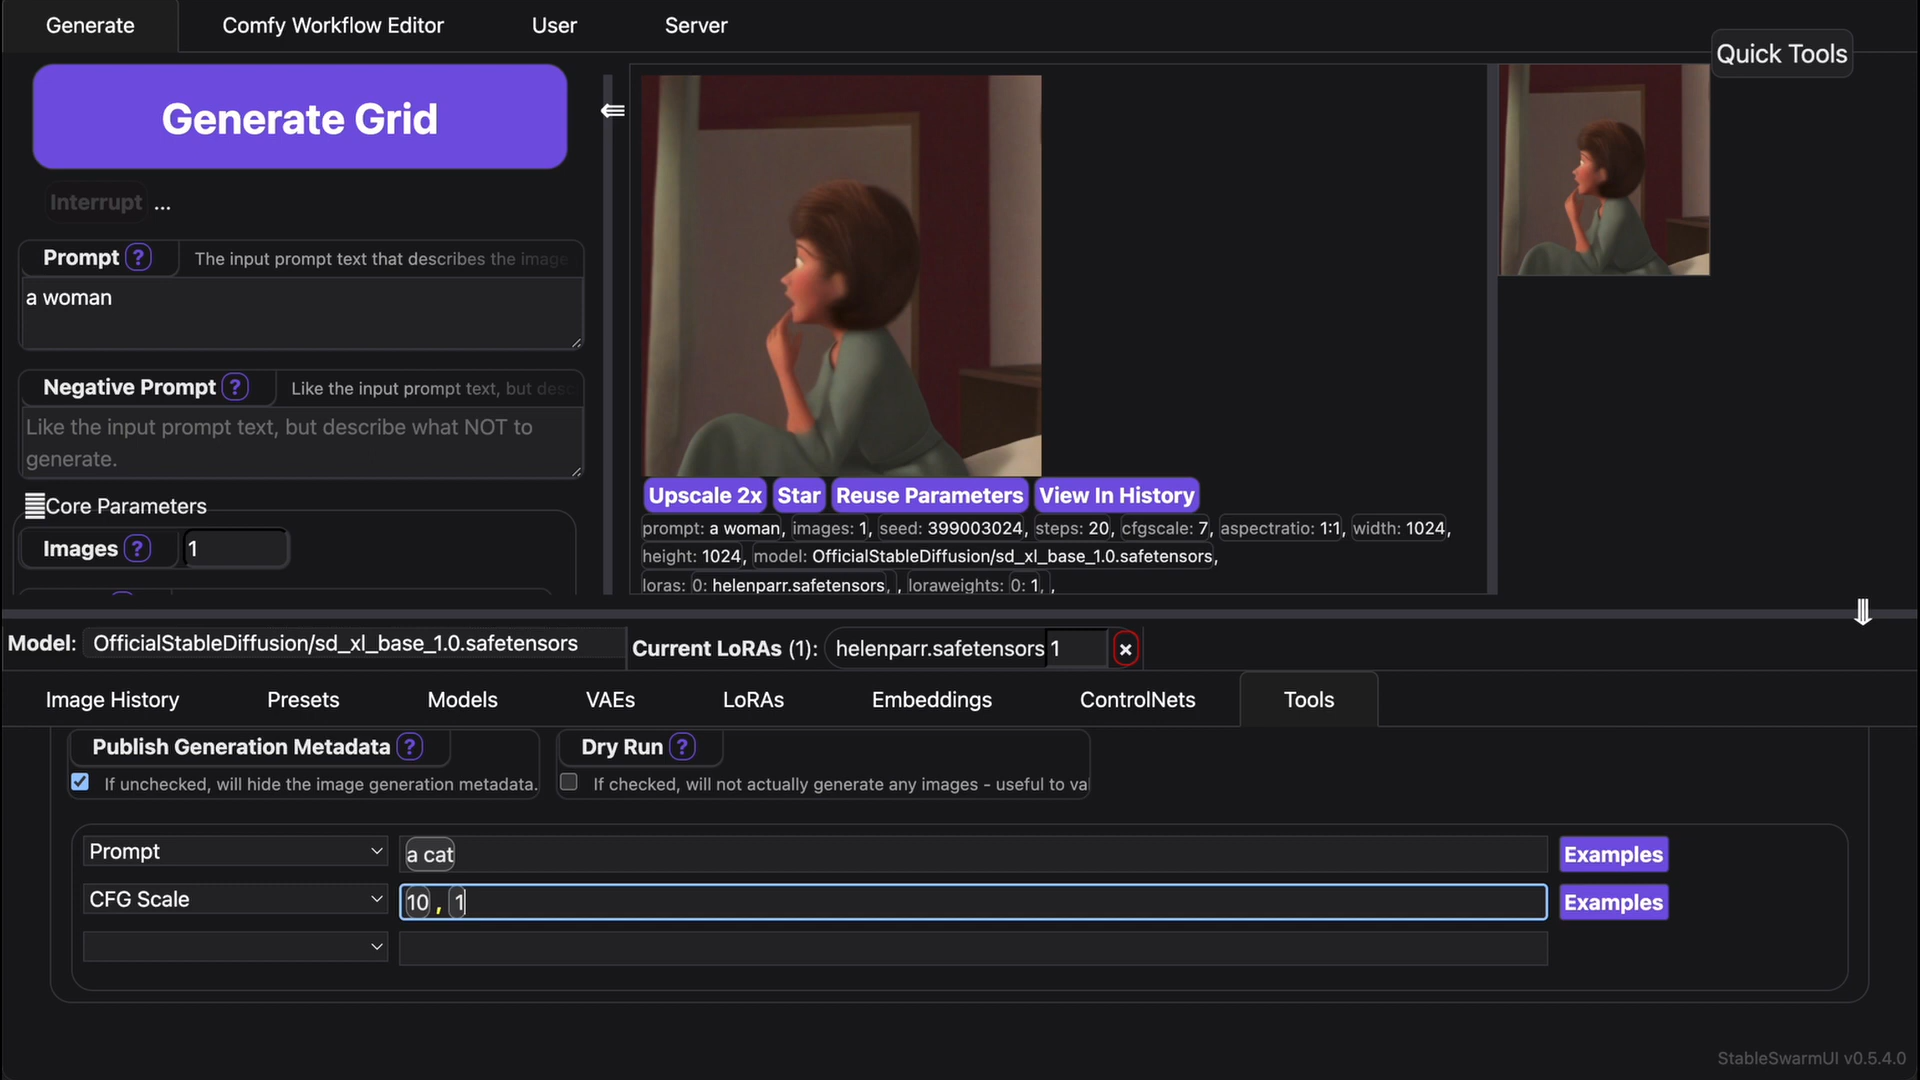 Generate Comfy Workflow Editor User Server
Quick Tools
Generate Grid
Interrupt ...
Prompt ? The input prompt text that describes the image
a woman
Negative Prompt ? Like the input prompt text, but desc
Like the input prompt text, but describe what NOT to
generate.
Core Parameters
Images ? 1
Upscale 2x Star Reuse Parameters View In History
prompt: a woman, images: 1, seed: 399003024, steps: 20, cfgscale: 7, aspectratio: 1:1, width: 1024,
height: 1024, model: OfficialStableDiffusion/sd_xl_base_1.0.safetensors,
loras: 0: helenparr.safetensors, , loraweights: 0: 1, ,
Model: OfficialStableDiffusion/sd_xl_base_1.0.safetensors Current LoRAs (1): helenparr.safetensors 1 ×
Image History Presets Models VAEs LoRAs Embeddings ControlNets Tools
Publish Generation Metadata ? Dry Run ?
If unchecked, will hide the image generation metadata. If checked, will not actually generate any images - useful to va
Prompt a cat Examples
CFG Scale 10 , 1 Examples
StableSwarmUI v0.5.4.0